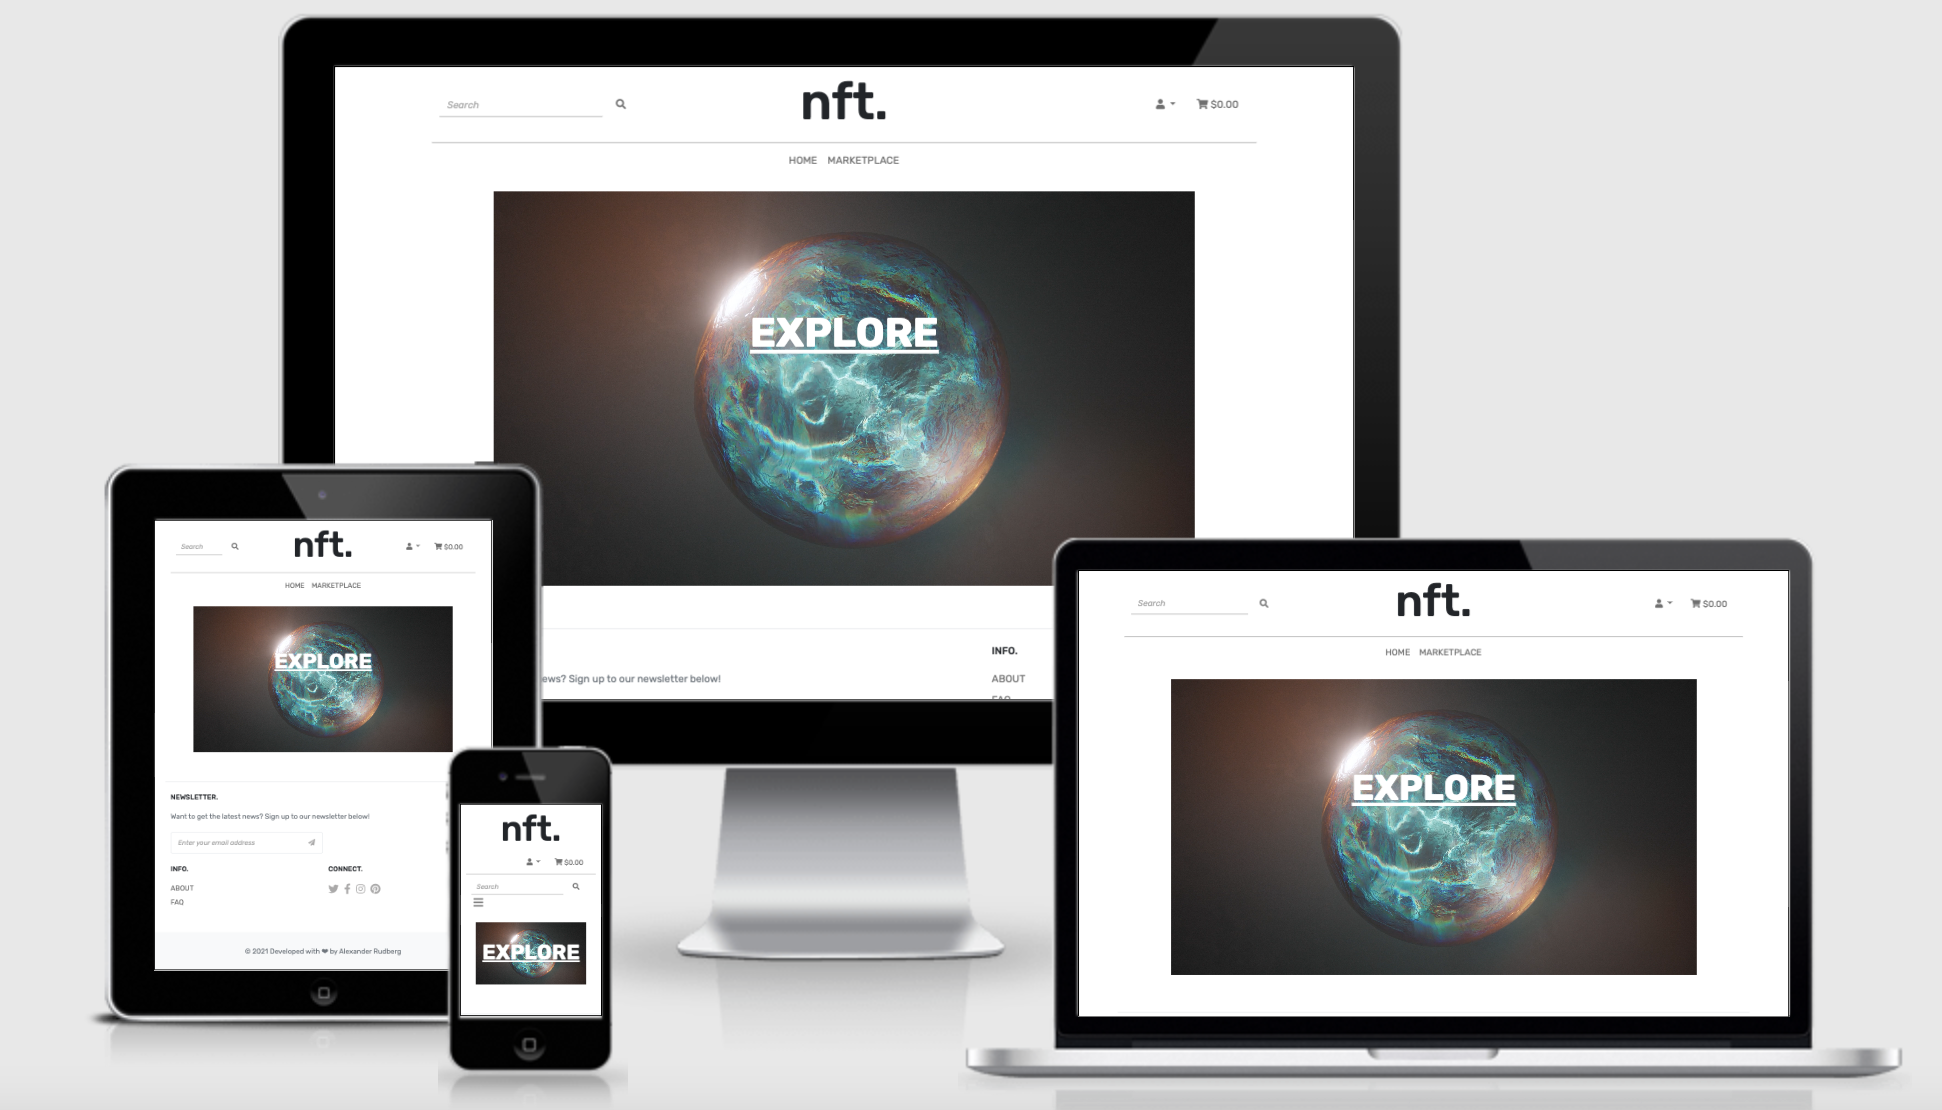 Search
nft.
$0.00
HOME MARKETPLACE
EXPLORE
INFO.
ews? Sign up to our newsletter below!
ABOUT
FAQ
Search
nft.
$0.00
HOME MARKETPLACE
EXPLORE
NEWSLETTER.
Want to get the latest news? Sign up to our newsletter below!
Enter your email address
INFO.
CONNECT.
ABOUT
FAQ
© 2021 Developed with ❤ by Alexander Rudberg
nft.
$0.00
Search
EXPLORE
Search
nft.
$0.00
HOME MARKETPLACE
EXPLORE